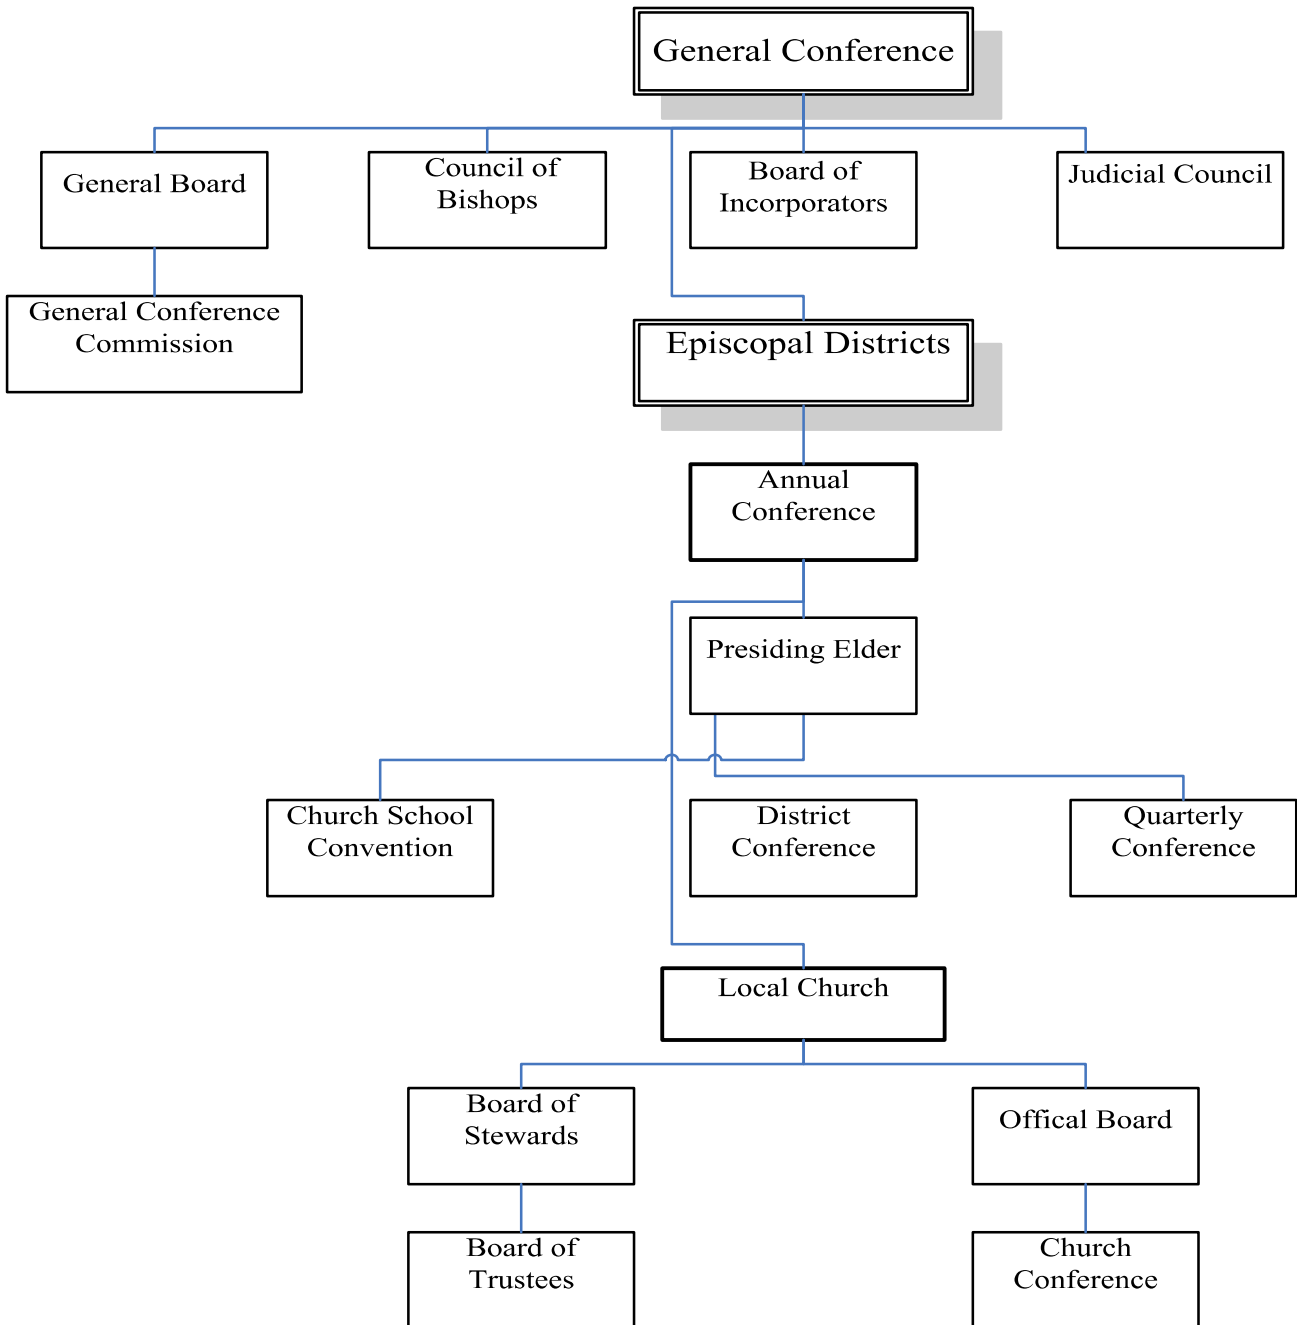 General Conference
General Board
Council of
Bishops
Board of
Incorporators
Judicial Council
General Conference
Commission
Episcopal Districts
Annual
Conference
Presiding Elder
Church School
Convention
District
Conference
Quarterly
Conference
Local Church
Board of
Stewards
Offical Board
Board of
Trustees
Church
Conference